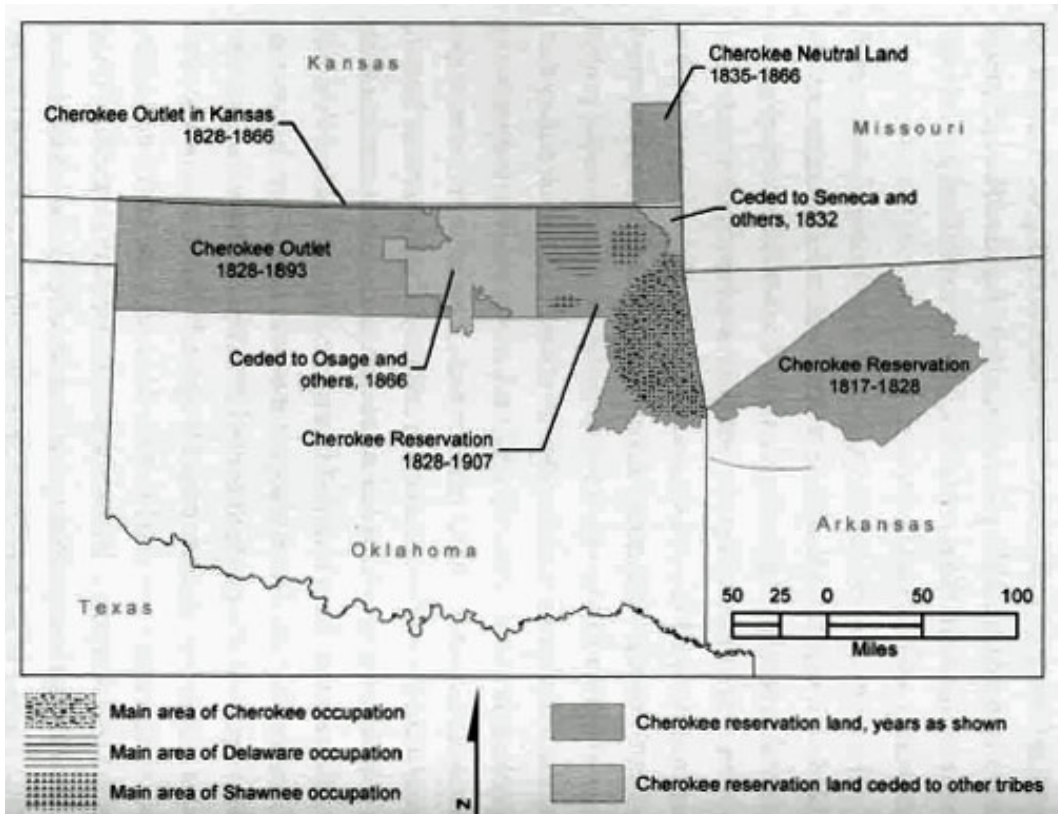 Kansas
Cherokee Neutral Land
1835-1866
Cherokee Outlet in Kansas
1828-1866
Missouri
Ceded to Seneca and
others, 1832
Cherokee Outlet
1828-1893
Ceded to Osage and
others, 1866
Cherokee Reservation
1817-1828
Cherokee Reservation
1828-1907
Oklahoma
Arkansas
Texas
50 25 0 50 100
Miles
Main area of Cherokee occupation
Main area of Delaware occupation
Main area of Shawnee occupation
N
Cherokee reservation land, years as shown
Cherokee reservation land ceded to other tribes